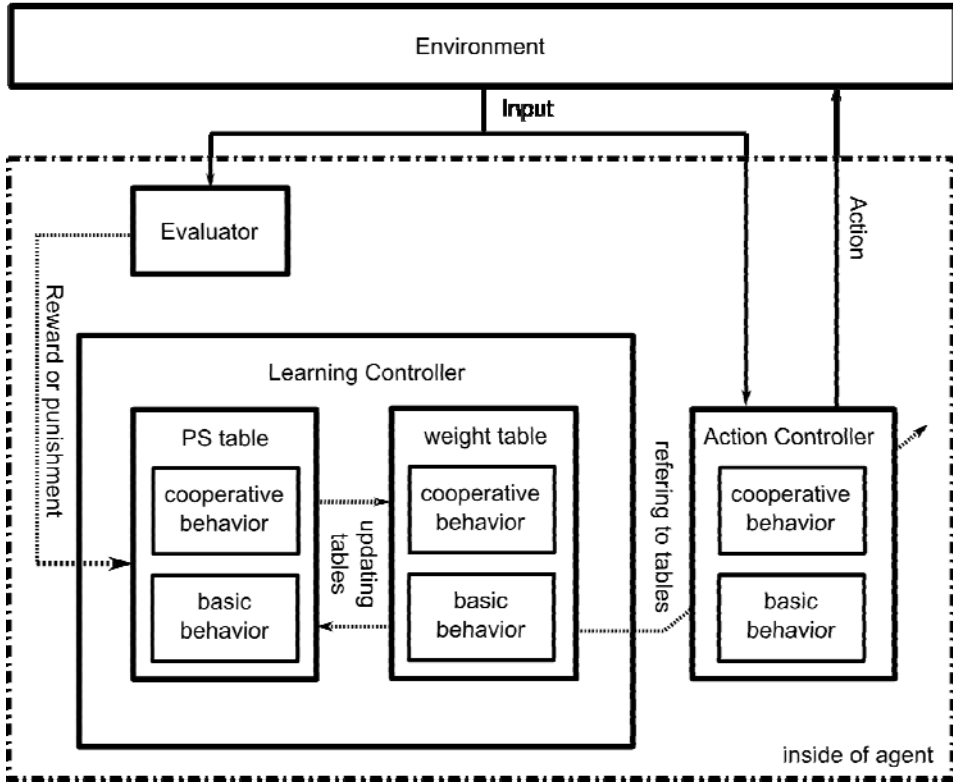 Environment
Input
Evaluator
Action
Reward or punishment
Learning Controller
PS table
weight table
Action Controller
cooperative
behavior
cooperative
behavior
cooperative
behavior
updating
tables
refering to tables
basic
behavior
basic
behavior
basic
behavior
inside of agent